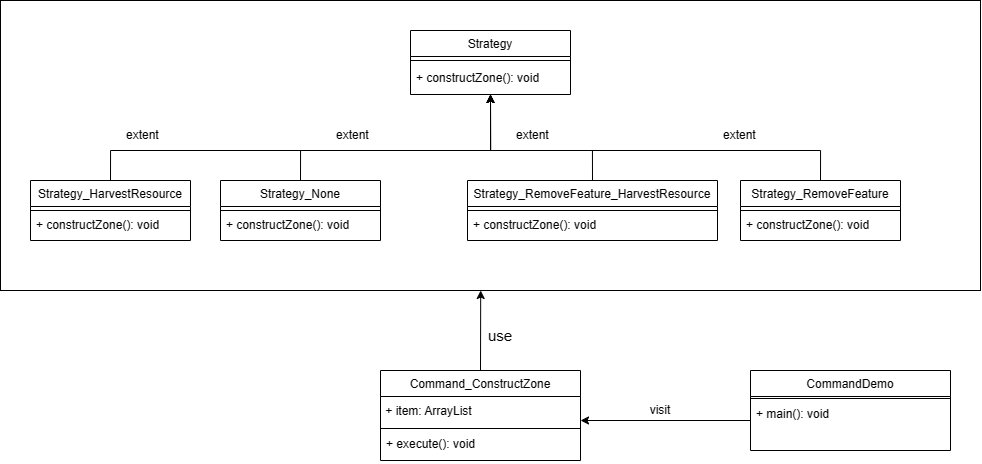 Strategy
+ constructZone(): void
extent
extent
extent
extent
Strategy_HarvestResource
+ constructZone(): void
Strategy_None
+ constructZone(): void
Strategy_RemoveFeature_HarvestResource
+ constructZone(): void
Strategy_RemoveFeature
+ constructZone(): void
use
Command_ConstructZone
+ item: ArrayList
+ execute(): void
visit
CommandDemo
+ main(): void